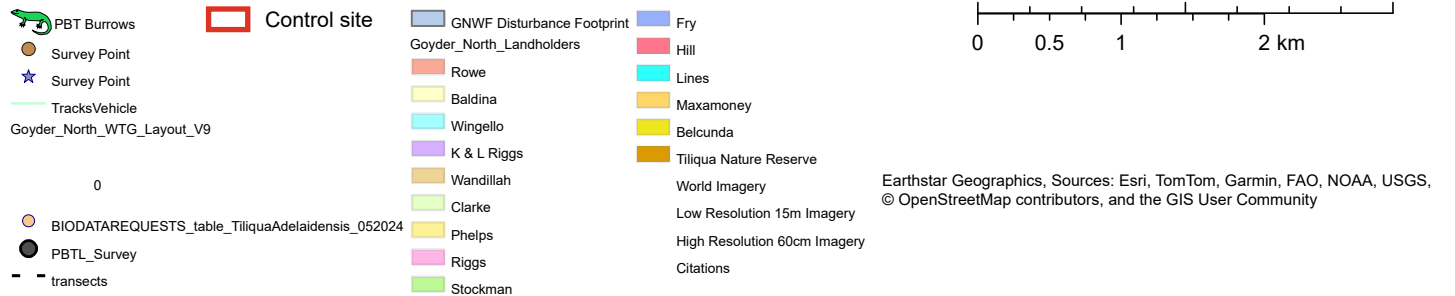 PBT Burrows
Survey Point
Survey Point
TracksVehicle
Goyder_North_WTG_Layout_V9
0
BIODATAREQUESTS_table_TiliquaAdelaidensis_052024
PBTL_Survey
transects
Control site
GNWF Disturbance Footprint
Goyder_North_Landholders
Rowe
Baldina
Wingello
K & L Riggs
Wandillah
Clarke
Phelps
Riggs
Stockman
Fry
Hill
Lines
Maxamoney
Belcunda
Tiliqua Nature Reserve
World Imagery
Low Resolution 15m Imagery
High Resolution 60cm Imagery
Citations
0 0.5 1 2 km
Earthstar Geographics, Sources: Esri, TomTom, Garmin, FAO, NOAA, USGS,
© OpenStreetMap contributors, and the GIS User Community